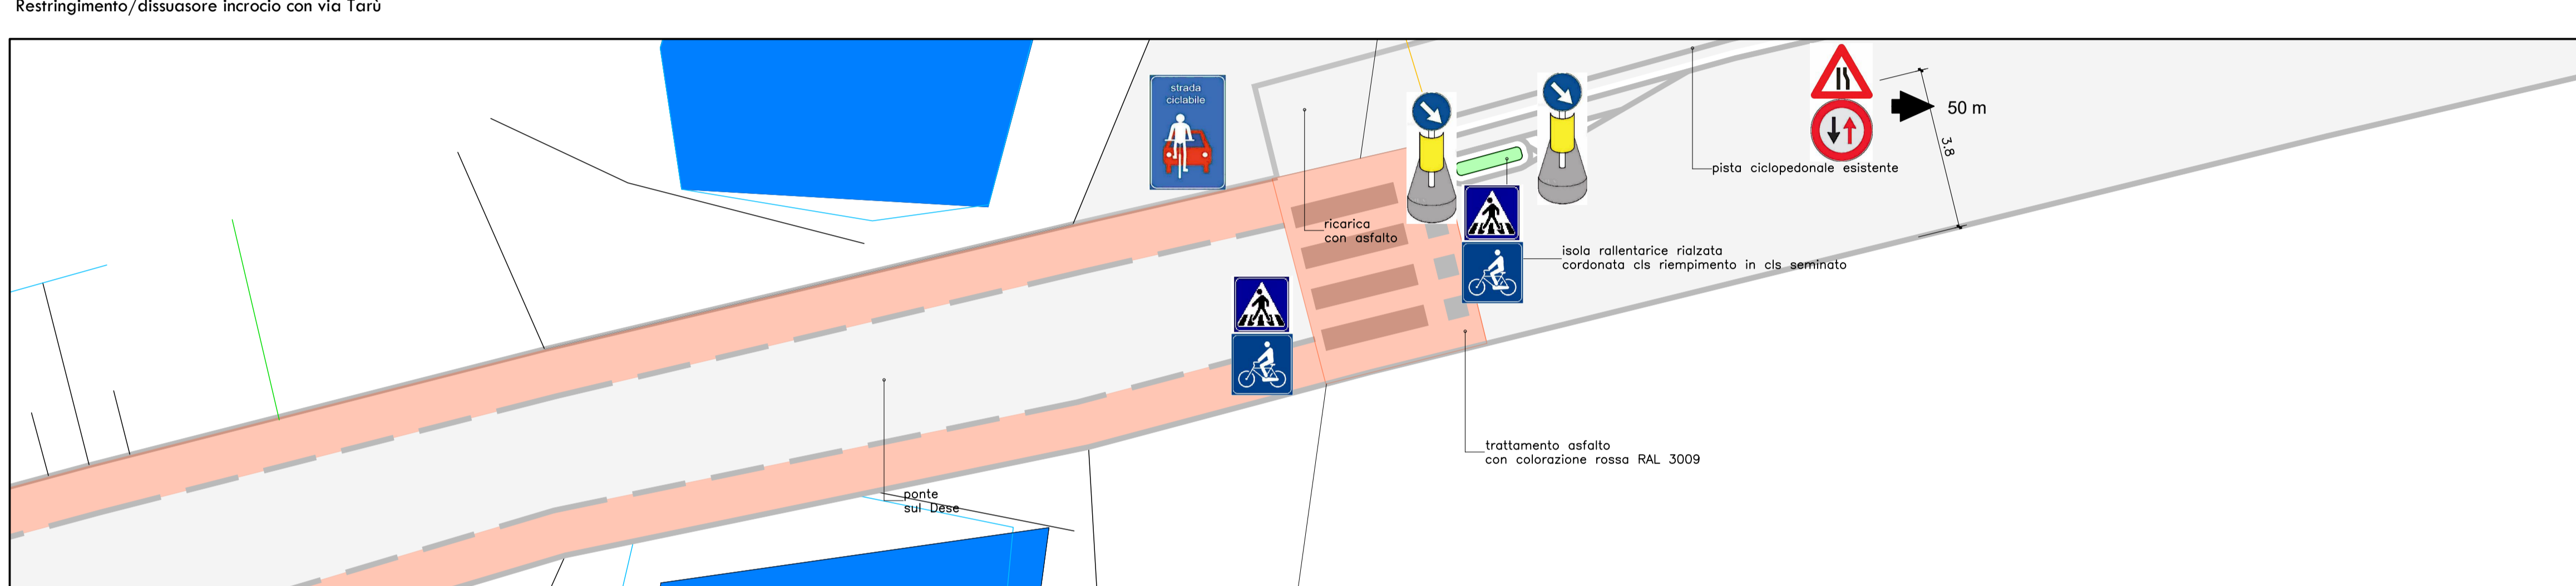 Restringimento/dissuasore incrocio con via Tarù
strada
ciclabile
50 m
3.8
pista ciclopedonale esistente
ricarica
con asfalto
isola rallentarice rialzata
cordonata cls riempimento in cls seminato
trattamento asfalto
con colorazione rossa RAL 3009
ponte
sul Dese